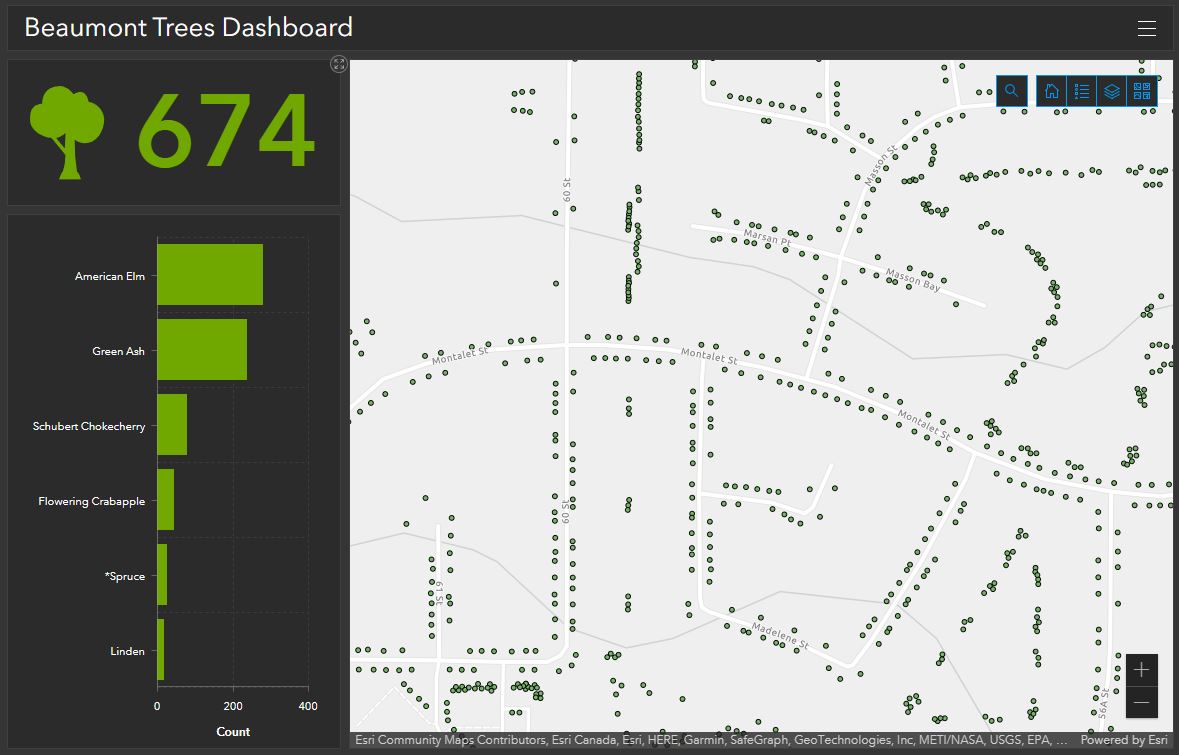 Beaumont Trees Dashboard
674
American Elm
Green Ash
Schubert Chokecherry
Flowering Crabapple
*Spruce
Linden
0 200 400
Count
60 St
Masson St
Marsan Pt
Masson Bay
Montalet St
Montalet St
Montalet St
60 St
61 St
Madelene St
56A St
Esri Community Maps Contributors, Esri Canada, Esri, HERE, Garmin, SafeGraph, GeoTechnologies, Inc, METI/NASA, USGS, EPA, ... Powered by Esri